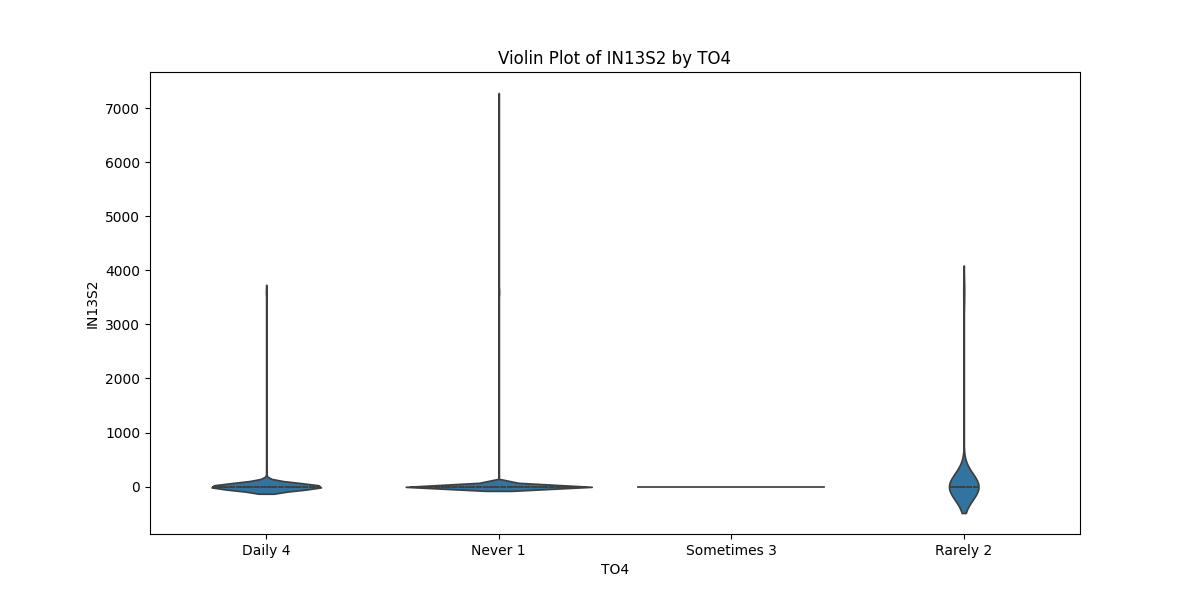 Violin Plot of IN13S2 by TO4
7000
6000
5000
4000
3000
2000
1000
0
IN13S2
Daily 4
Never 1
Sometimes 3
Rarely 2
TO4